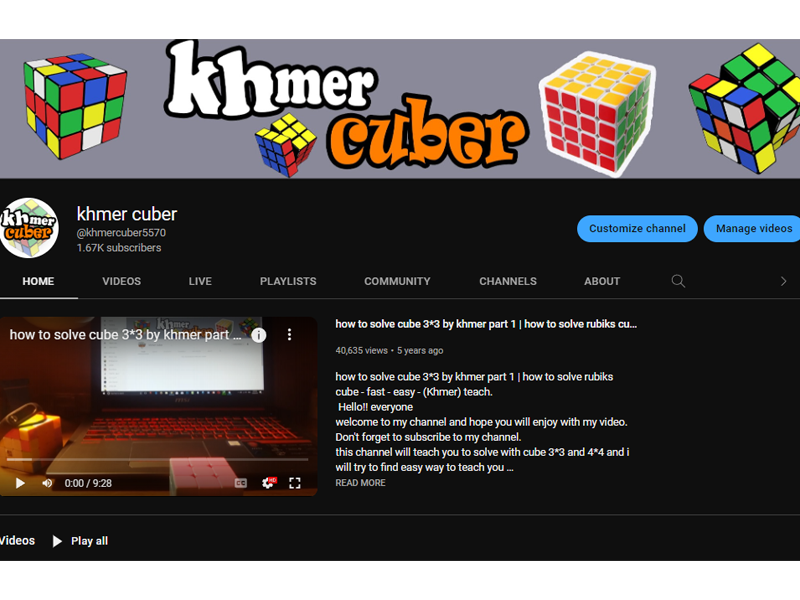 khmer
cuber
khmer
cuber
khmer cuber
@khmercuber5570
1.67K subscribers
Customize channel
Manage videos
HOME
VIDEOS
LIVE
PLAYLISTS
COMMUNITY
CHANNELS
ABOUT
how to solve cube 3*3 by khmer part ...
0:00 / 9:28
CC
HD
how to solve cube 3*3 by khmer part 1 | how to solve rubiks cu...
40,635 views • 5 years ago
how to solve cube 3*3 by khmer part 1 | how to solve rubiks
cube - fast - easy - (Khmer) teach.
Hello!! everyone
welcome to my channel and hope you will enjoy with my video.
Don't forget to subscribe to my channel.
this channel will teach you to solve with cube 3*3 and 4*4 and i
will try to find easy way to teach you ...
READ MORE
Videos
Play all